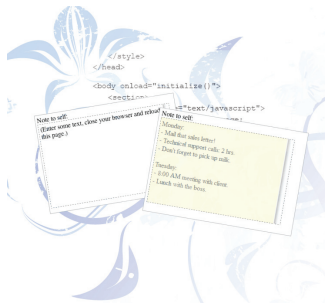 </style>
</head>
<body onload="initialize()">
<section
="text/javascript">
Note to self:
(Enter some text, close your browser and reload
this page.)
Note to self:
Monday:
- Mail that sales letter!
- Technical support calls: 2 hrs.
- Don't forget to pick up milk.
Tuesday:
- 8:00 AM meeting with client.
- Lunch with the boss.